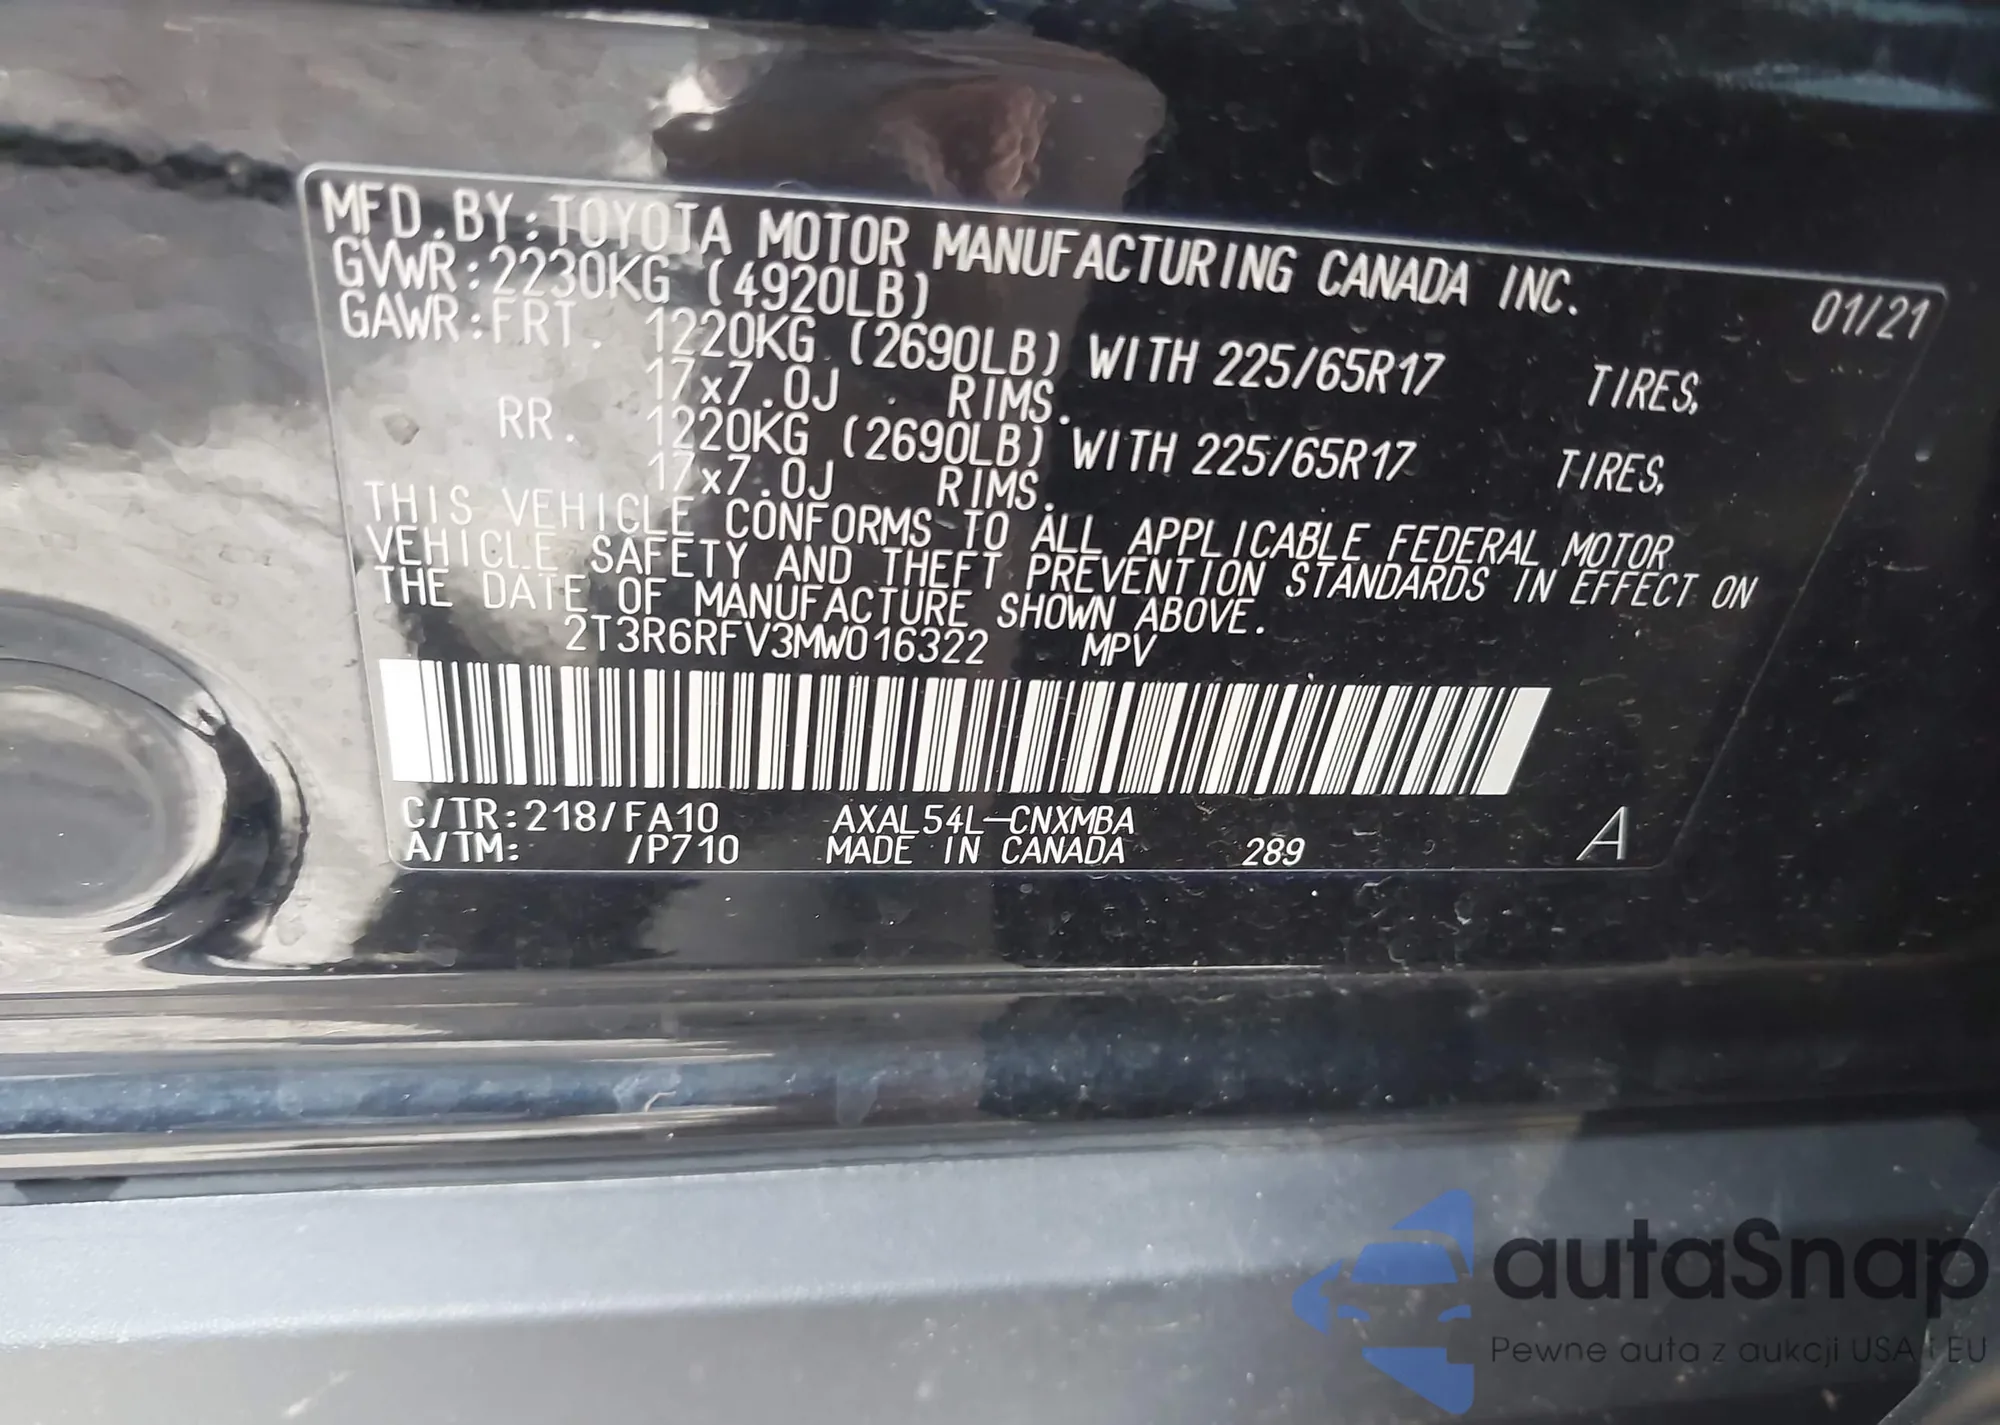 MFD.BY:TOYOTA MOTOR MANUFACTURING CANADA INC. 01/21
GVWR:2230KG (4920LB)
GAWR:FRT. 1220KG (2690LB) WITH 225/65R17 TIRES,
17x7.0J RIMS.
RR. 1220KG (2690LB) WITH 225/65R17 TIRES,
17x7.0J RIMS.
THIS VEHICLE CONFORMS TO ALL APPLICABLE FEDERAL MOTOR
VEHICLE SAFETY AND THEFT PREVENTION STANDARDS IN EFFECT ON
THE DATE OF MANUFACTURE SHOWN ABOVE.
2T3R6RFV3MW016322 MPV
C/TR:218/FA10 AXAL54L-CNXMBA
A/TM: /P710 MADE IN CANADA 289 A
autaSnap
Pewne auta z aukcji USA i EU